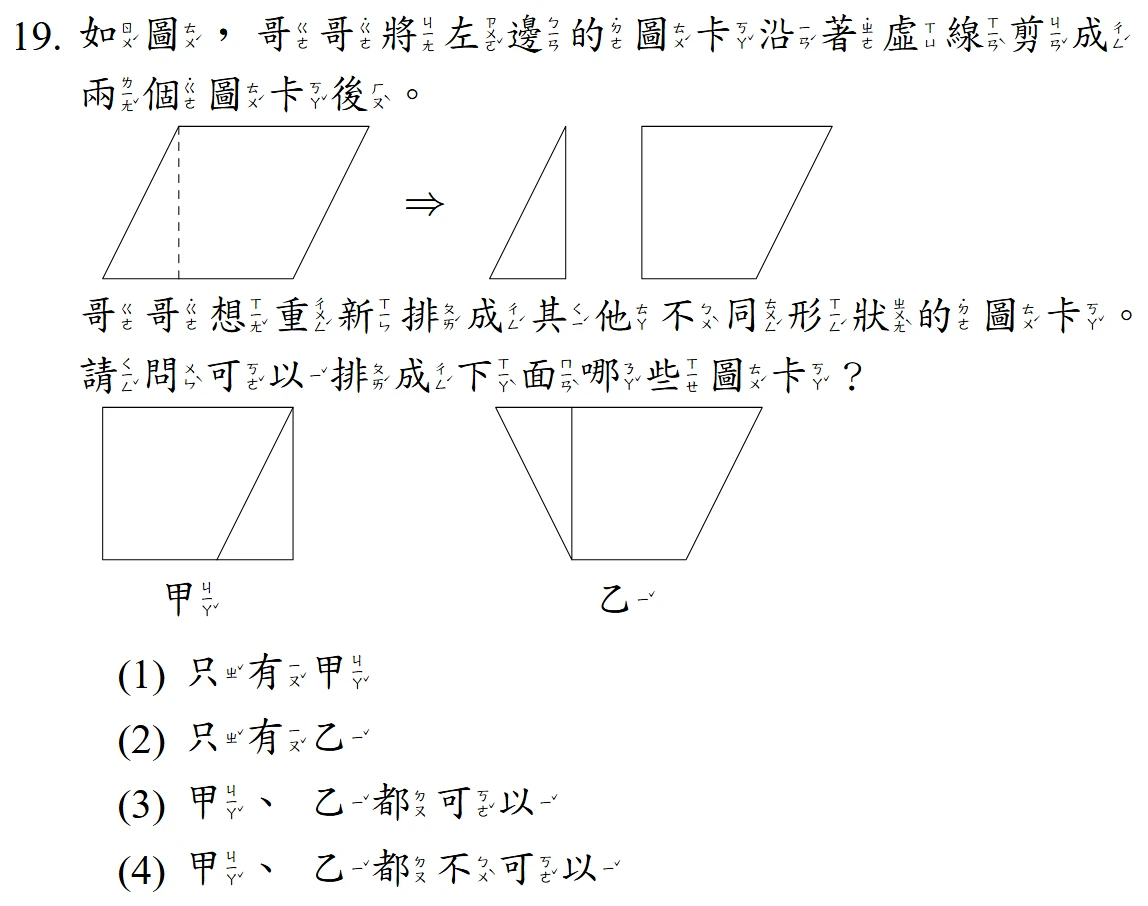 19. 如圖，哥哥將左邊的圖卡沿著虛線剪成
兩個圖卡後。
⇒
哥哥想重新排成其他不同形狀的圖卡。
請問可以排成下面哪些圖卡？
甲 乙
(1) 只有甲
(2) 只有乙
(3) 甲、 乙都可以
(4) 甲、 乙都不可以